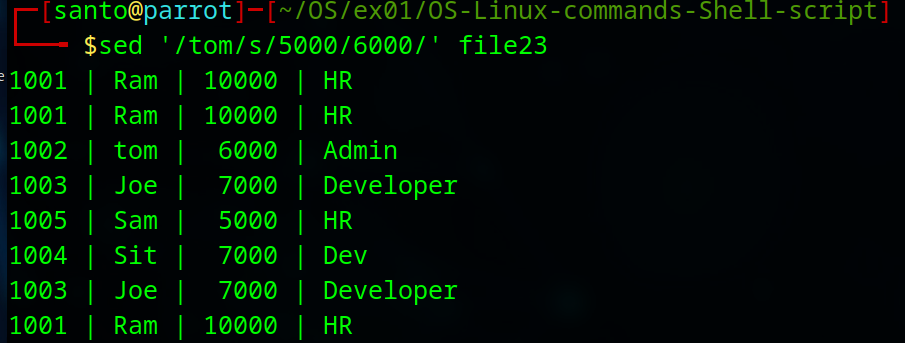 [santo@parrot]-[~/OS/ex01/OS-Linux-commands-Shell-script]
$sed '/tom/s/5000/6000/' file23
1001 | Ram | 10000 | HR
1001 | Ram | 10000 | HR
1002 | tom |  6000 | Admin
1003 | Joe |  7000 | Developer
1005 | Sam |  5000 | HR
1004 | Sit |  7000 | Dev
1003 | Joe |  7000 | Developer
1001 | Ram | 10000 | HR